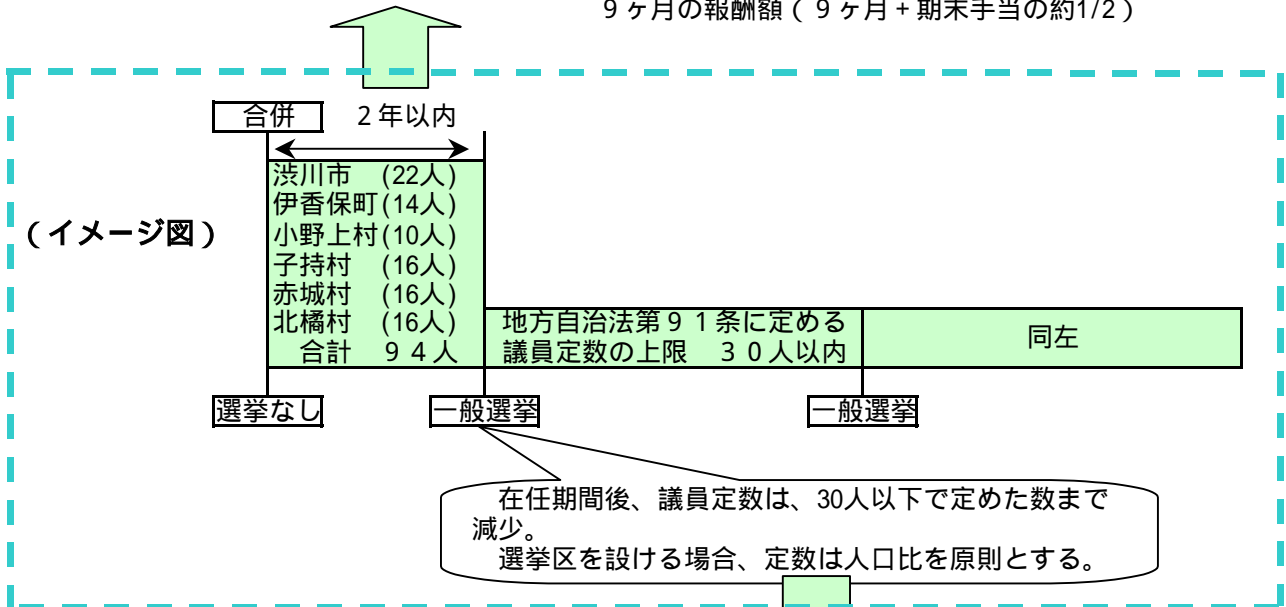 9ヶ月の報酬額(9ヶ月+期末手当の約1/2)
合併 2年以内
(イメージ図)
渋川市 (22人)
伊香保町(14人)
小野上村(10人)
子持村 (16人)
赤城村 (16人)
北橘村 (16人)
合計 94人
地方自治法第91条に定める
議員定数の上限 30人以内
同左
選挙なし 一般選挙 一般選挙
在任期間後、議員定数は、30人以下で定めた数まで
減少。
選挙区を設ける場合、定数は人口比を原則とする。